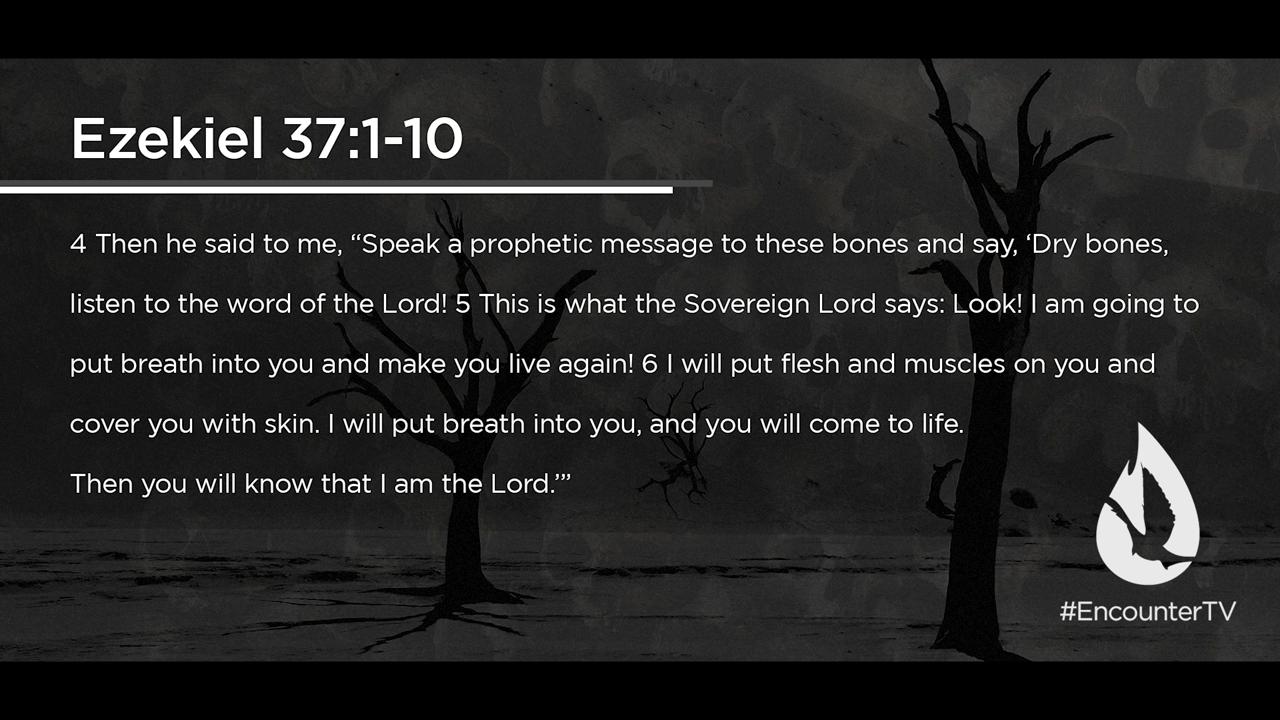 Ezekiel 37:1-10
4 Then he said to me, “Speak a prophetic message to these bones and say, ‘Dry bones,
listen to the word of the Lord! 5 This is what the Sovereign Lord says: Look! I am going to
put breath into you and make you live again! 6 I will put flesh and muscles on you and
cover you with skin. I will put breath into you, and you will come to life.
Then you will know that I am the Lord.’”
#EncounterTV